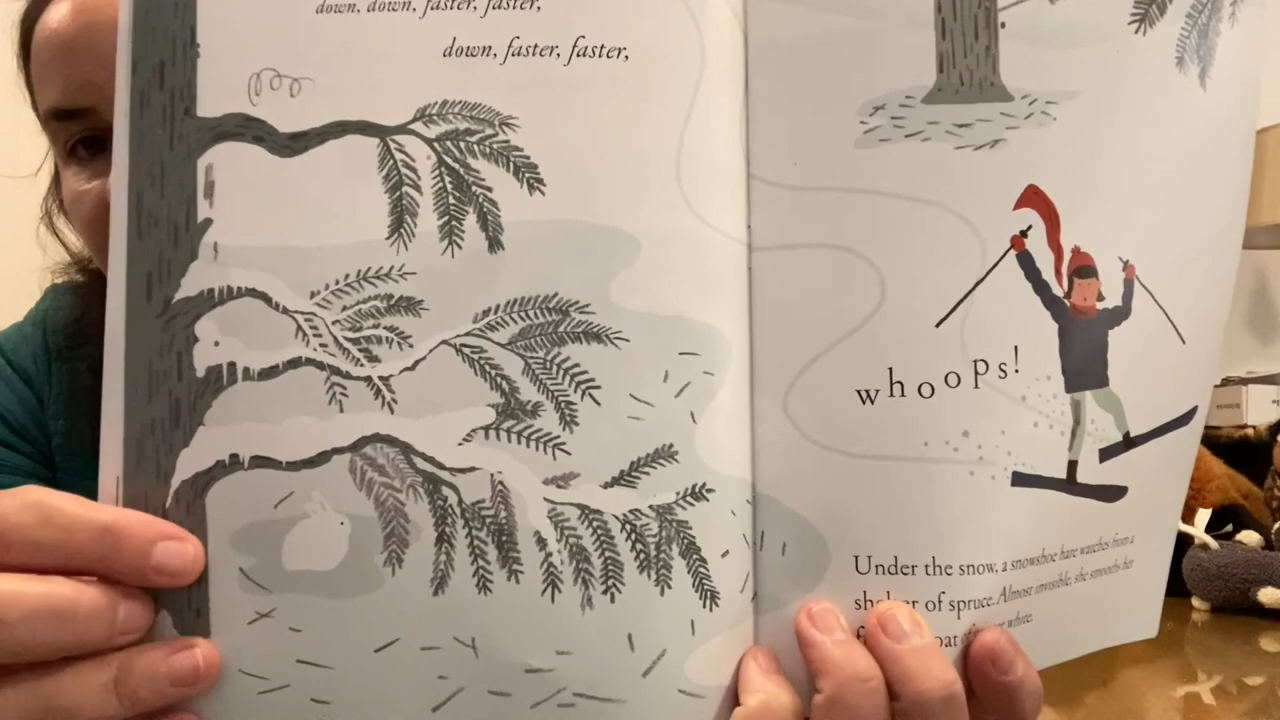 down, down, faster, faster,
down, faster, faster,
whoops!
Under the snow, a snowshoe hare watches from a
of spruce. Almost invisible, she smooths her
white.